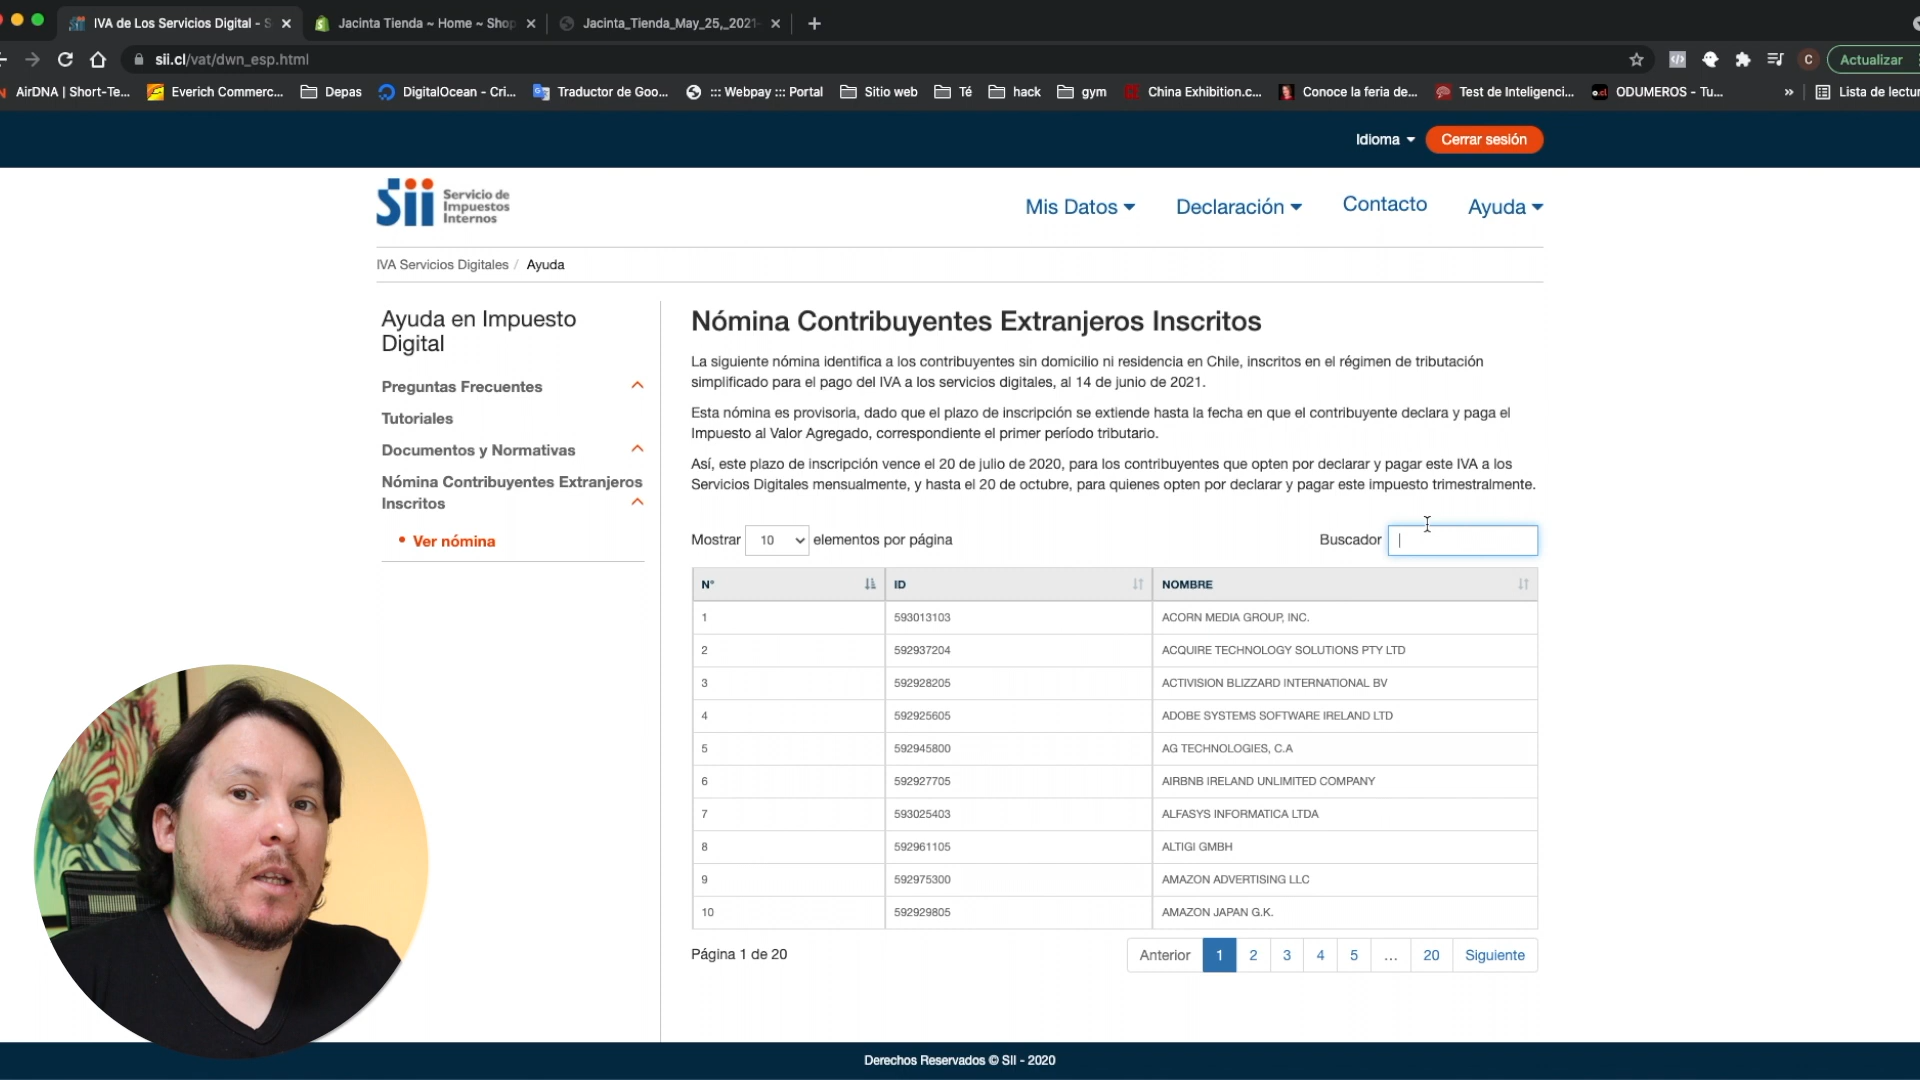 IVA de Los Servicios Digital - S
Jacinta Tienda ~ Home ~ Shop
Jacinta_Tienda_May_25,_2021
sii.cl/vat/dwn_esp.html
C
Actualizar
AirDNA | Short-Te...
Everich Commerc...
Depas
DigitalOcean - Cri...
Traductor de Goo...
::: Webpay ::: Portal
Sitio web
Té
hack
gym
China Exhibition.c...
Conoce la feria de...
Test de Inteligenci...
ODUMEROS - Tu...
»
Lista de lectur
Idioma
Cerrar sesión
Sii
Servicio de
Impuestos
Internos
Mis Datos
Declaración
Contacto
Ayuda
IVA Servicios Digitales / Ayuda
Ayuda en Impuesto
Digital
Preguntas Frecuentes
Tutoriales
Documentos y Normativas
Nómina Contribuyentes Extranjeros
Inscritos
• Ver nómina
Nómina Contribuyentes Extranjeros Inscritos
La siguiente nómina identifica a los contribuyentes sin domicilio ni residencia en Chile, inscritos en el régimen de tributación
simplificado para el pago del IVA a los servicios digitales, al 14 de junio de 2021.
Esta nómina es provisoria, dado que el plazo de inscripción se extiende hasta la fecha en que el contribuyente declara y paga el
Impuesto al Valor Agregado, correspondiente el primer período tributario.
Así, este plazo de inscripción vence el 20 de julio de 2020, para los contribuyentes que opten por declarar y pagar este IVA a los
Servicios Digitales mensualmente, y hasta el 20 de octubre, para quienes opten por declarar y pagar este impuesto trimestralmente.
Mostrar 10 elementos por página
Buscador
N° ID NOMBRE
1 593013103 ACORN MEDIA GROUP, INC.
2 592937204 ACQUIRE TECHNOLOGY SOLUTIONS PTY LTD
3 592928205 ACTIVISION BLIZZARD INTERNATIONAL BV
4 592925605 ADOBE SYSTEMS SOFTWARE IRELAND LTD
5 592945800 AG TECHNOLOGIES, C.A
6 592927705 AIRBNB IRELAND UNLIMITED COMPANY
7 593025403 ALFASYS INFORMATICA LTDA
8 592961105 ALTIGI GMBH
9 592975300 AMAZON ADVERTISING LLC
10 592929805 AMAZON JAPAN G.K.
Página 1 de 20
Anterior 1 2 3 4 5 ... 20 Siguiente
Derechos Reservados © SII - 2020